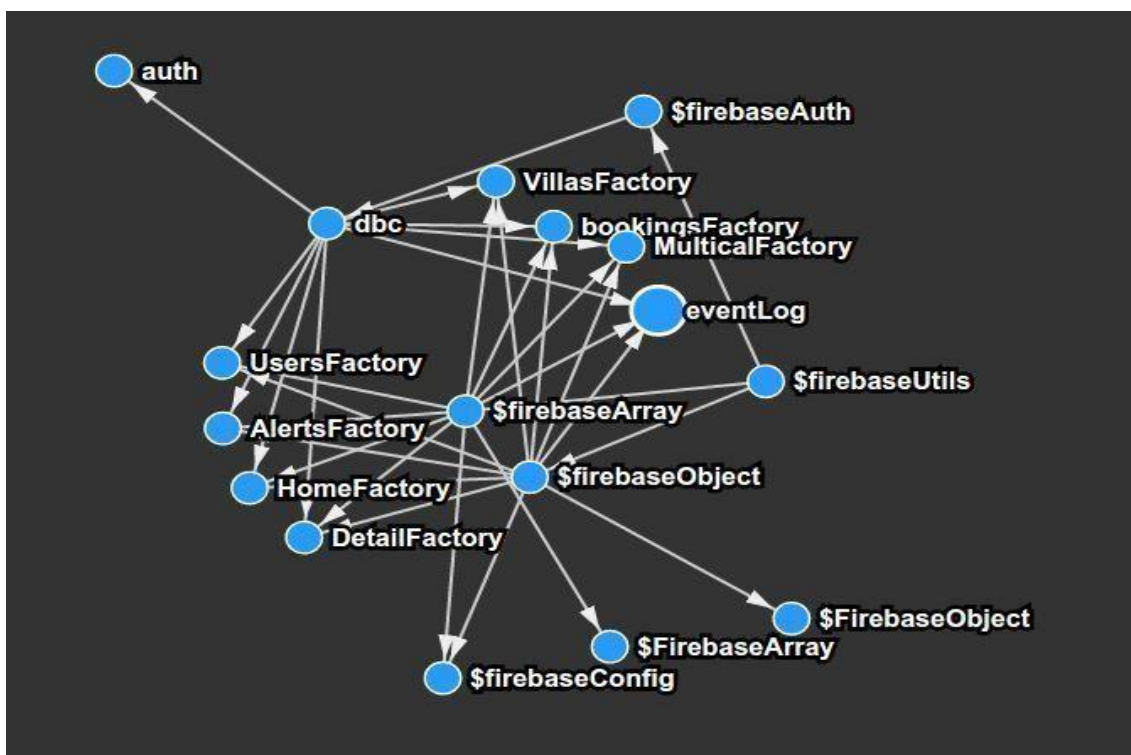 auth
$firebaseAuth
VillasFactory
dbc
bookingsFactory
MulticalFactory
eventLog
UsersFactory
$firebaseUtils
$firebaseArray
AlertsFactory
$firebaseObject
HomeFactory
DetailFactory
$FirebaseObject
$FirebaseArray
$firebaseConfig